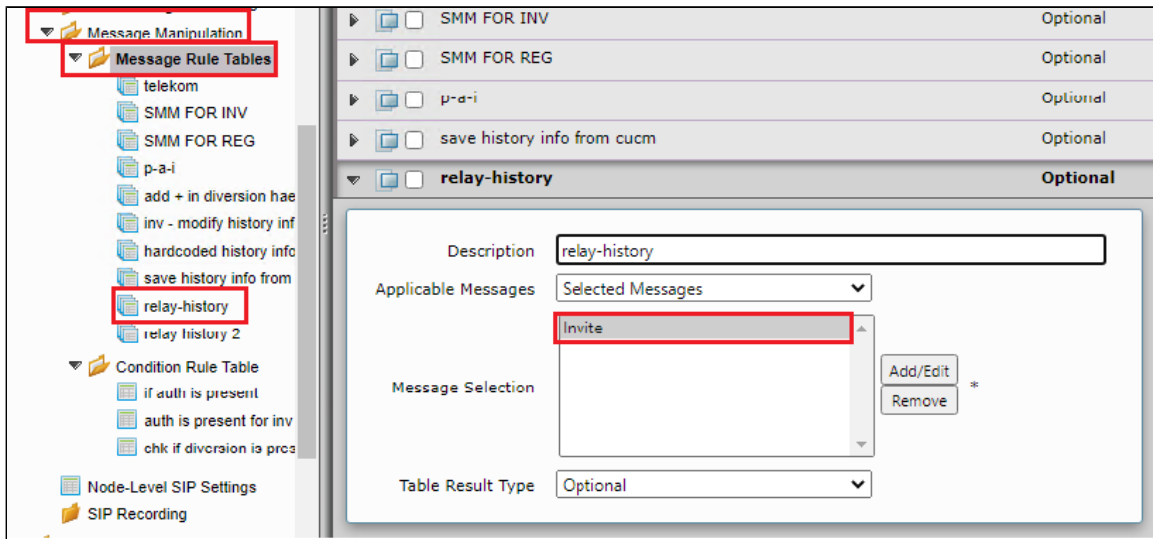 Message Manipulation
Message Rule Tables
telekom
SMM FOR INV
SMM FOR REG
p-a-i
add + in diversion hae
inv - modify history inf
hardcoded history info
save history info from
relay-history
relay history 2
Condition Rule Table
if auth is present
auth is present for inv
chk if diversion is pres
Node-Level SIP Settings
SIP Recording
SMM FOR INV Optional
SMM FOR REG Optional
p-a-i Optional
save history info from cucm Optional
relay-history Optional
Description relay-history
Applicable Messages Selected Messages
Message Selection Invite
Add/Edit
*
Remove
Table Result Type Optional